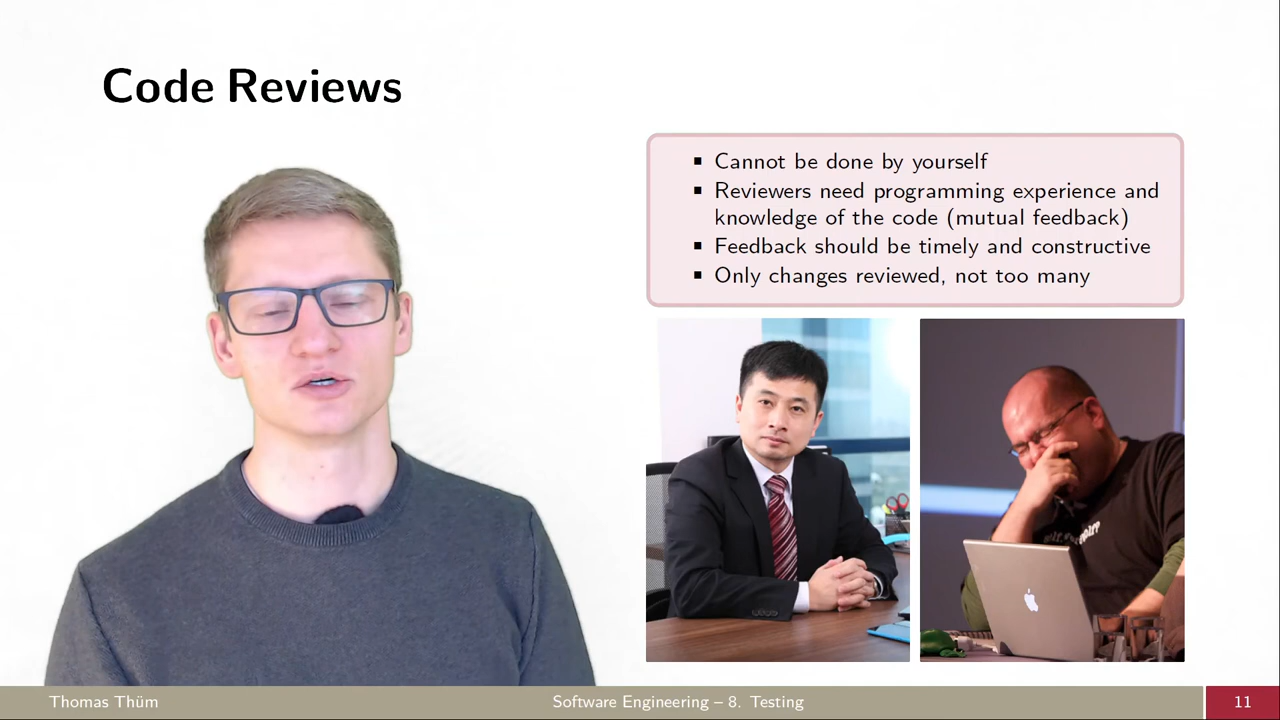 Code Reviews
▪ Cannot be done by yourself
▪ Reviewers need programming experience and
knowledge of the code (mutual feedback)
▪ Feedback should be timely and constructive
▪ Only changes reviewed, not too many
Thomas Thüm
Software Engineering – 8. Testing
11